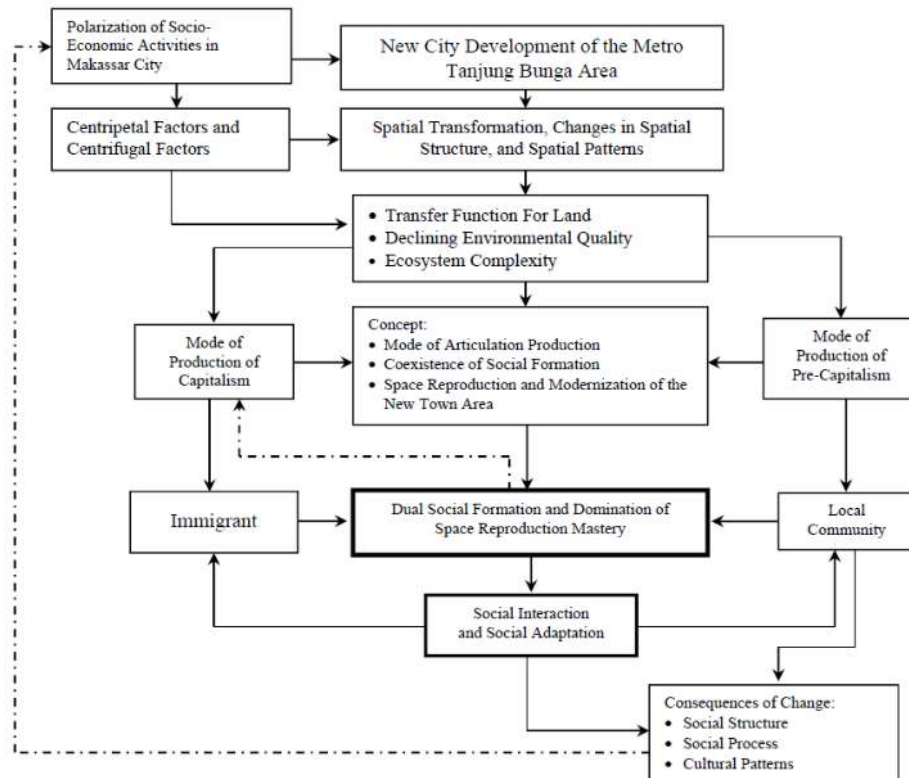 Polarization of Socio-
Economic Activities in
Makassar City
New City Development of the Metro
Tanjung Bunga Area
Centripetal Factors and
Centrifugal Factors
Spatial Transformation, Changes in Spatial
Structure, and Spatial Patterns
• Transfer Function For Land
• Declining Environmental Quality
• Ecosystem Complexity
Mode of
Production of
Capitalism
Concept:
• Mode of Articulation Production
• Coexistence of Social Formation
• Space Reproduction and Modernization of the
New Town Area
Mode of
Production of
Pre-Capitalism
Immigrant
Dual Social Formation and Domination of
Space Reproduction Mastery
Local
Community
Social Interaction
and Social Adaptation
Consequences of Change:
• Social Structure
• Social Process
• Cultural Patterns